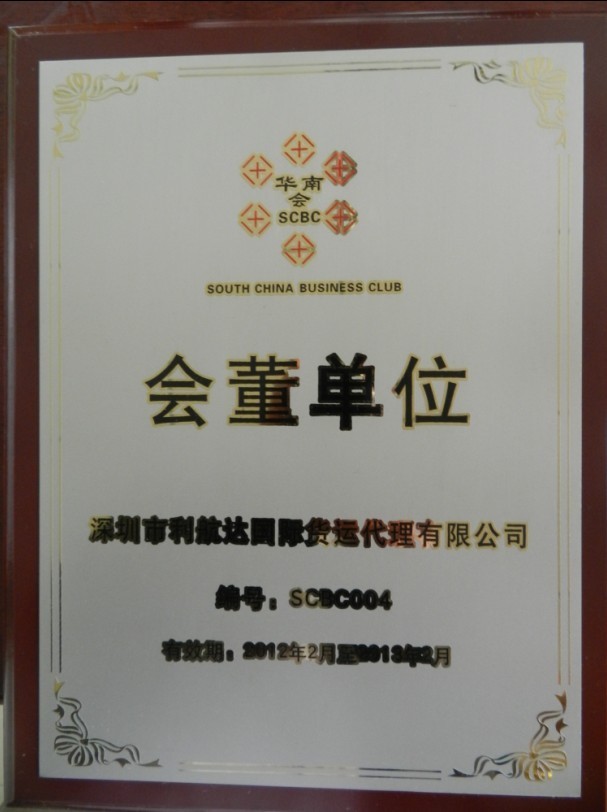 华南
会
SCBC
SOUTH CHINA BUSINESS CLUB
会董单位
深圳市利航达国际货运代理有限公司
编号：SCBC004
有效期：2012年2月至2013年2月